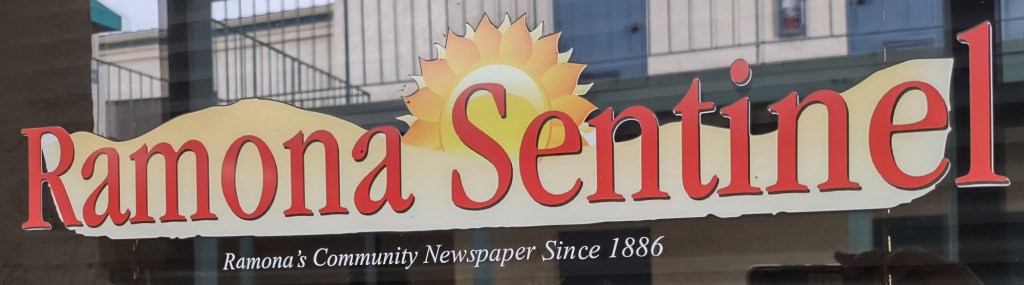 Ramona Sentinel
Ramona's Community Newspaper Since 1886